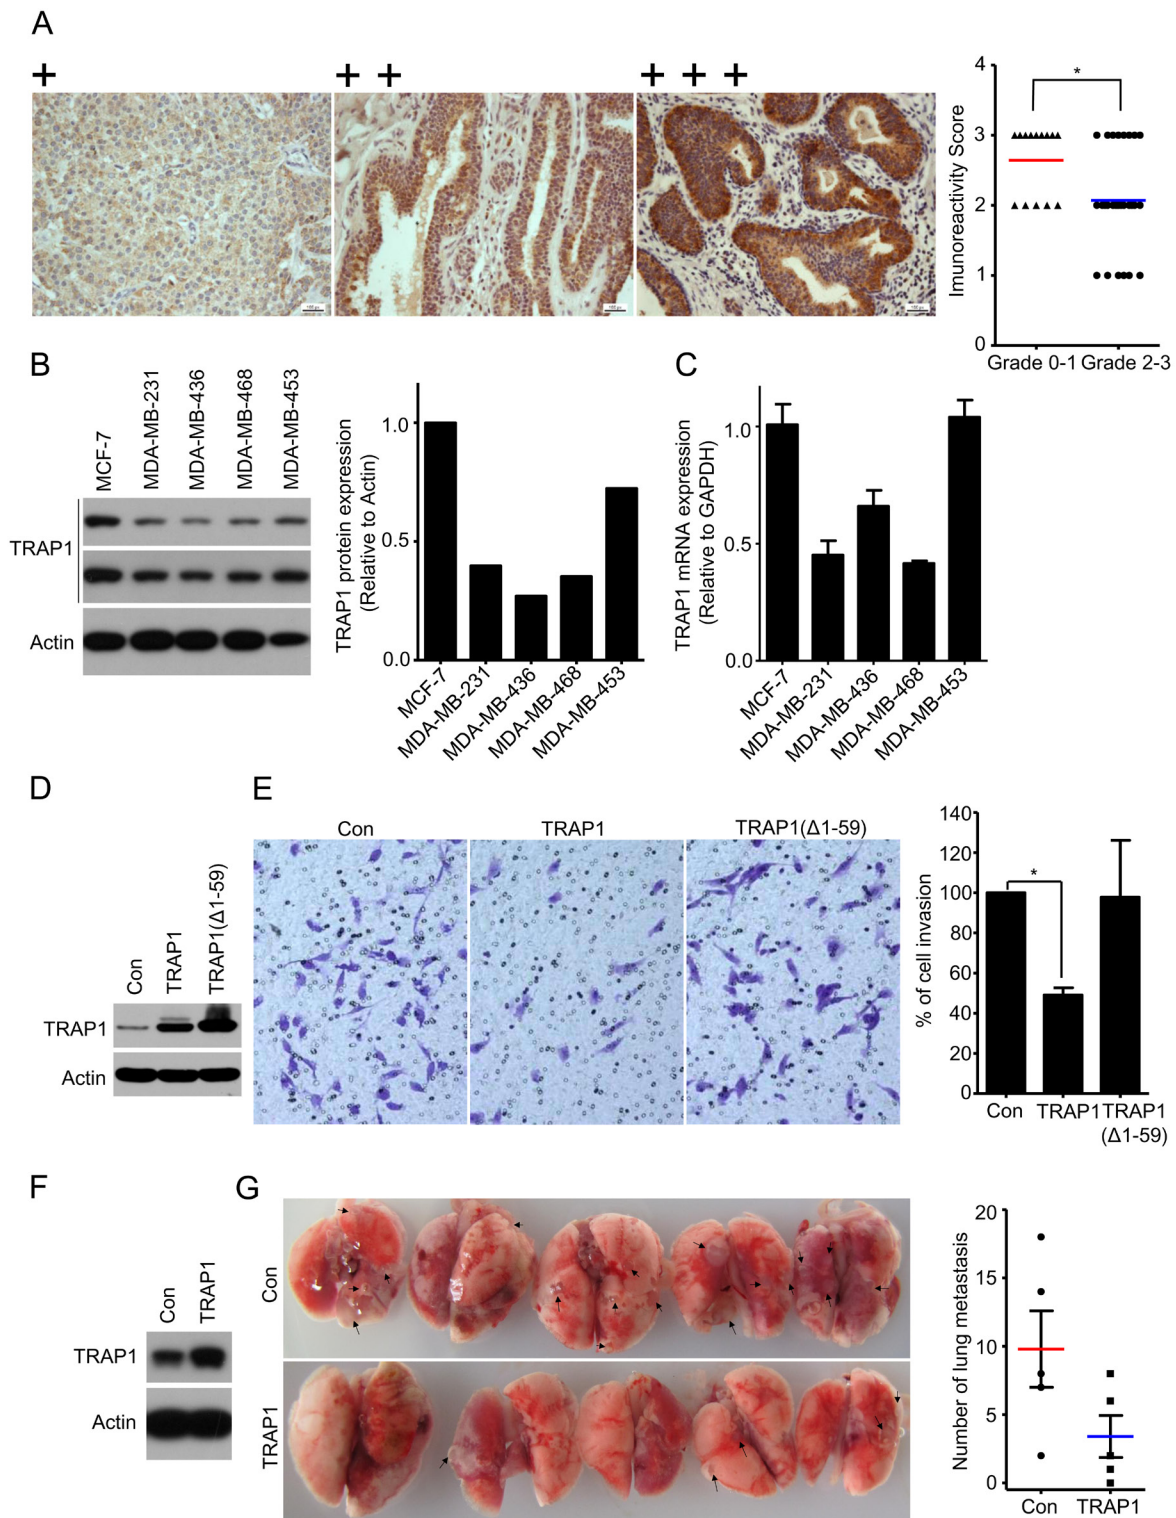 A
+
+ +
+ + +
Imunoreactivity Score
4
3
2
1
0
*
Grade 0-1
Grade 2-3
B
MCF-7
MDA-MB-231
MDA-MB-436
MDA-MB-468
MDA-MB-453
TRAP1
Actin
TRAP1 protein expression
(Relative to Actin)
1.0
0.5
0.0
MCF-7
MDA-MB-231
MDA-MB-436
MDA-MB-468
MDA-MB-453
C
TRAP1 mRNA expression
(Relative to GAPDH)
1.0
0.5
0.0
MCF-7
MDA-MB-231
MDA-MB-436
MDA-MB-468
MDA-MB-453
D
Con
TRAP1
TRAP1(Δ1-59)
TRAP1
Actin
E
Con
TRAP1
TRAP1(Δ1-59)
% of cell invasion
140
120
100
80
60
40
20
0
*
Con
TRAP1
TRAP1
(Δ1-59)
F
Con
TRAP1
TRAP1
Actin
G
Con
TRAP1
Number of lung metastasis
20
15
10
5
0
Con
TRAP1